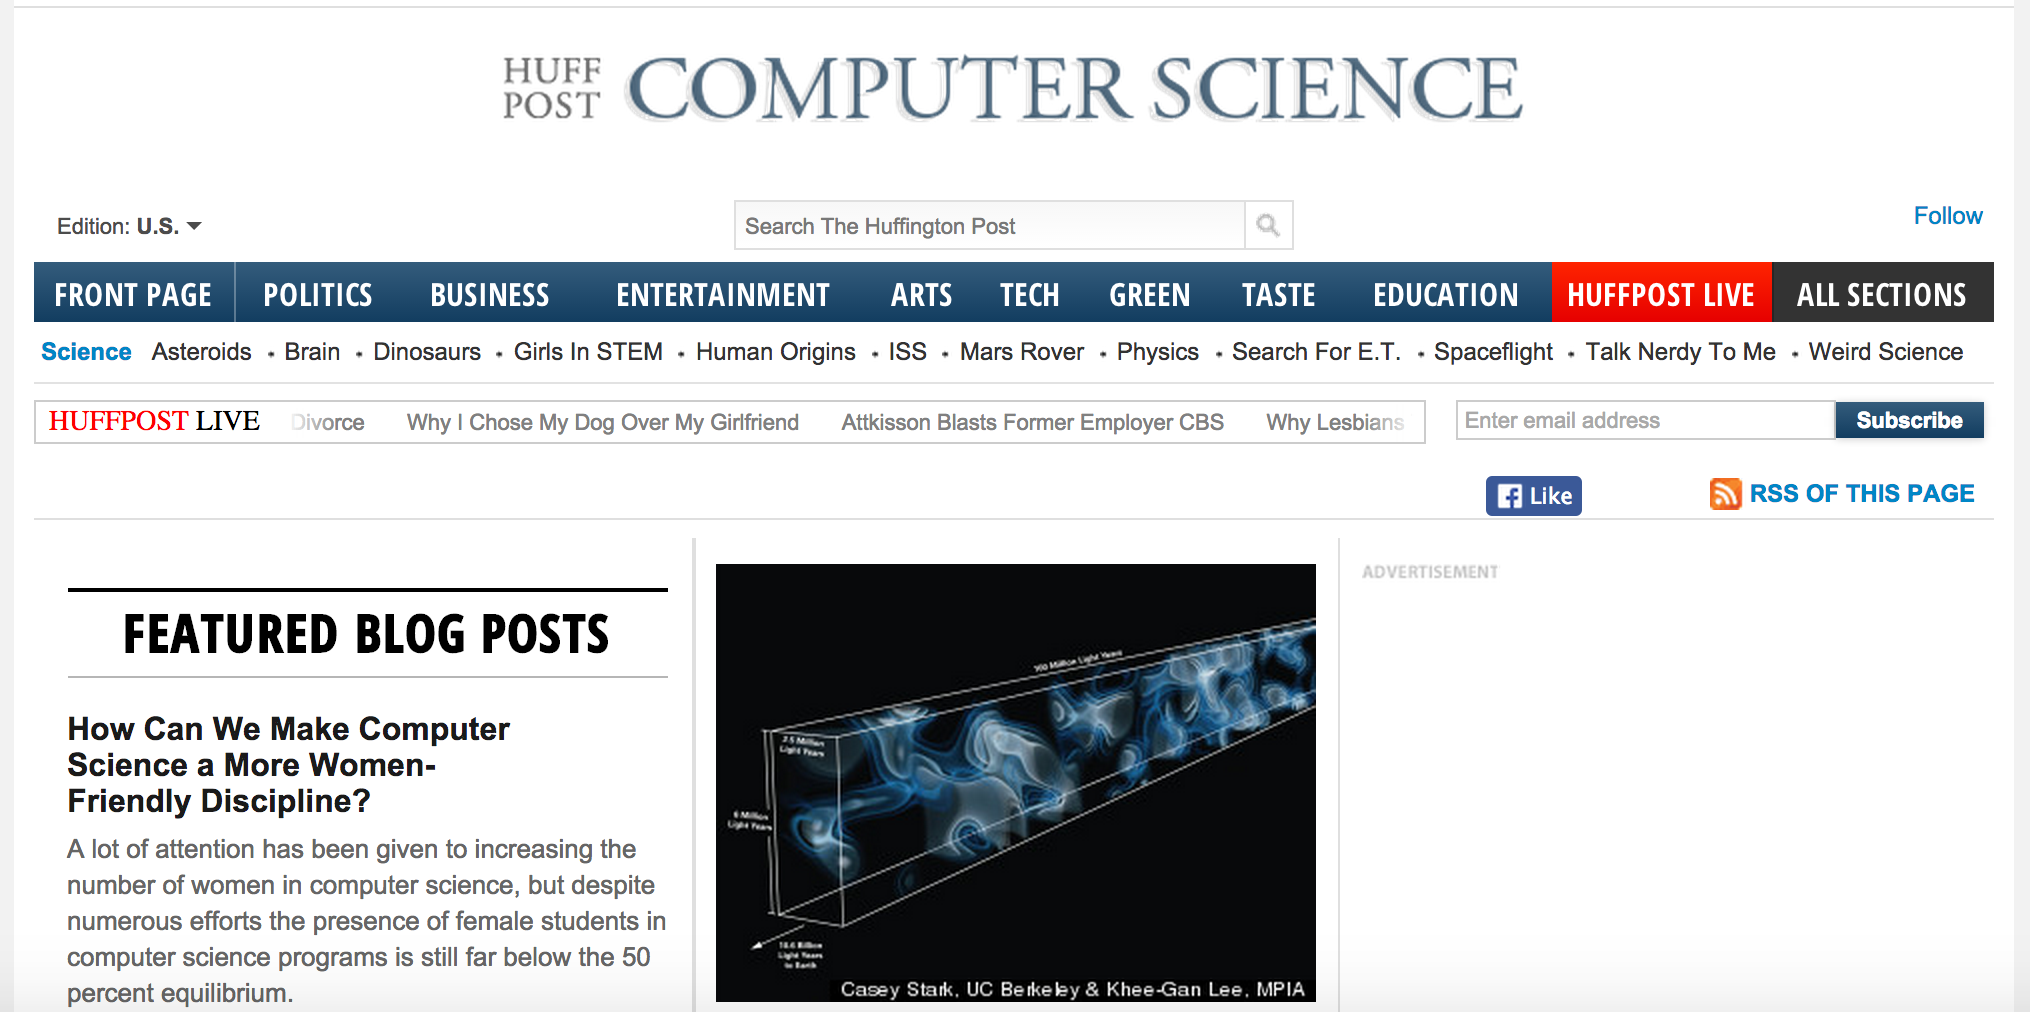 HUFF
POST
COMPUTER SCIENCE
Edition: U.S.
Search The Huffington Post
Follow
FRONT PAGE POLITICS BUSINESS ENTERTAINMENT ARTS TECH GREEN TASTE EDUCATION HUFFPOST LIVE ALL SECTIONS
Science Asteroids • Brain • Dinosaurs • Girls In STEM • Human Origins • ISS • Mars Rover • Physics • Search For E.T. • Spaceflight • Talk Nerdy To Me • Weird Science
HUFFPOST LIVE Divorce Why I Chose My Dog Over My Girlfriend Attkisson Blasts Former Employer CBS Why Lesbians
Enter email address Subscribe
Like
RSS OF THIS PAGE
FEATURED BLOG POSTS
How Can We Make Computer
Science a More Women-
Friendly Discipline?
A lot of attention has been given to increasing the
number of women in computer science, but despite
numerous efforts the presence of female students in
computer science programs is still far below the 50
percent equilibrium.
Million Light Years
2.5 Million
Light Years
6 Million
Light Years
Billion
Light Years
to Earth
Casey Stark, UC Berkeley & Khee-Gan Lee, MPIA
ADVERTISEMENT